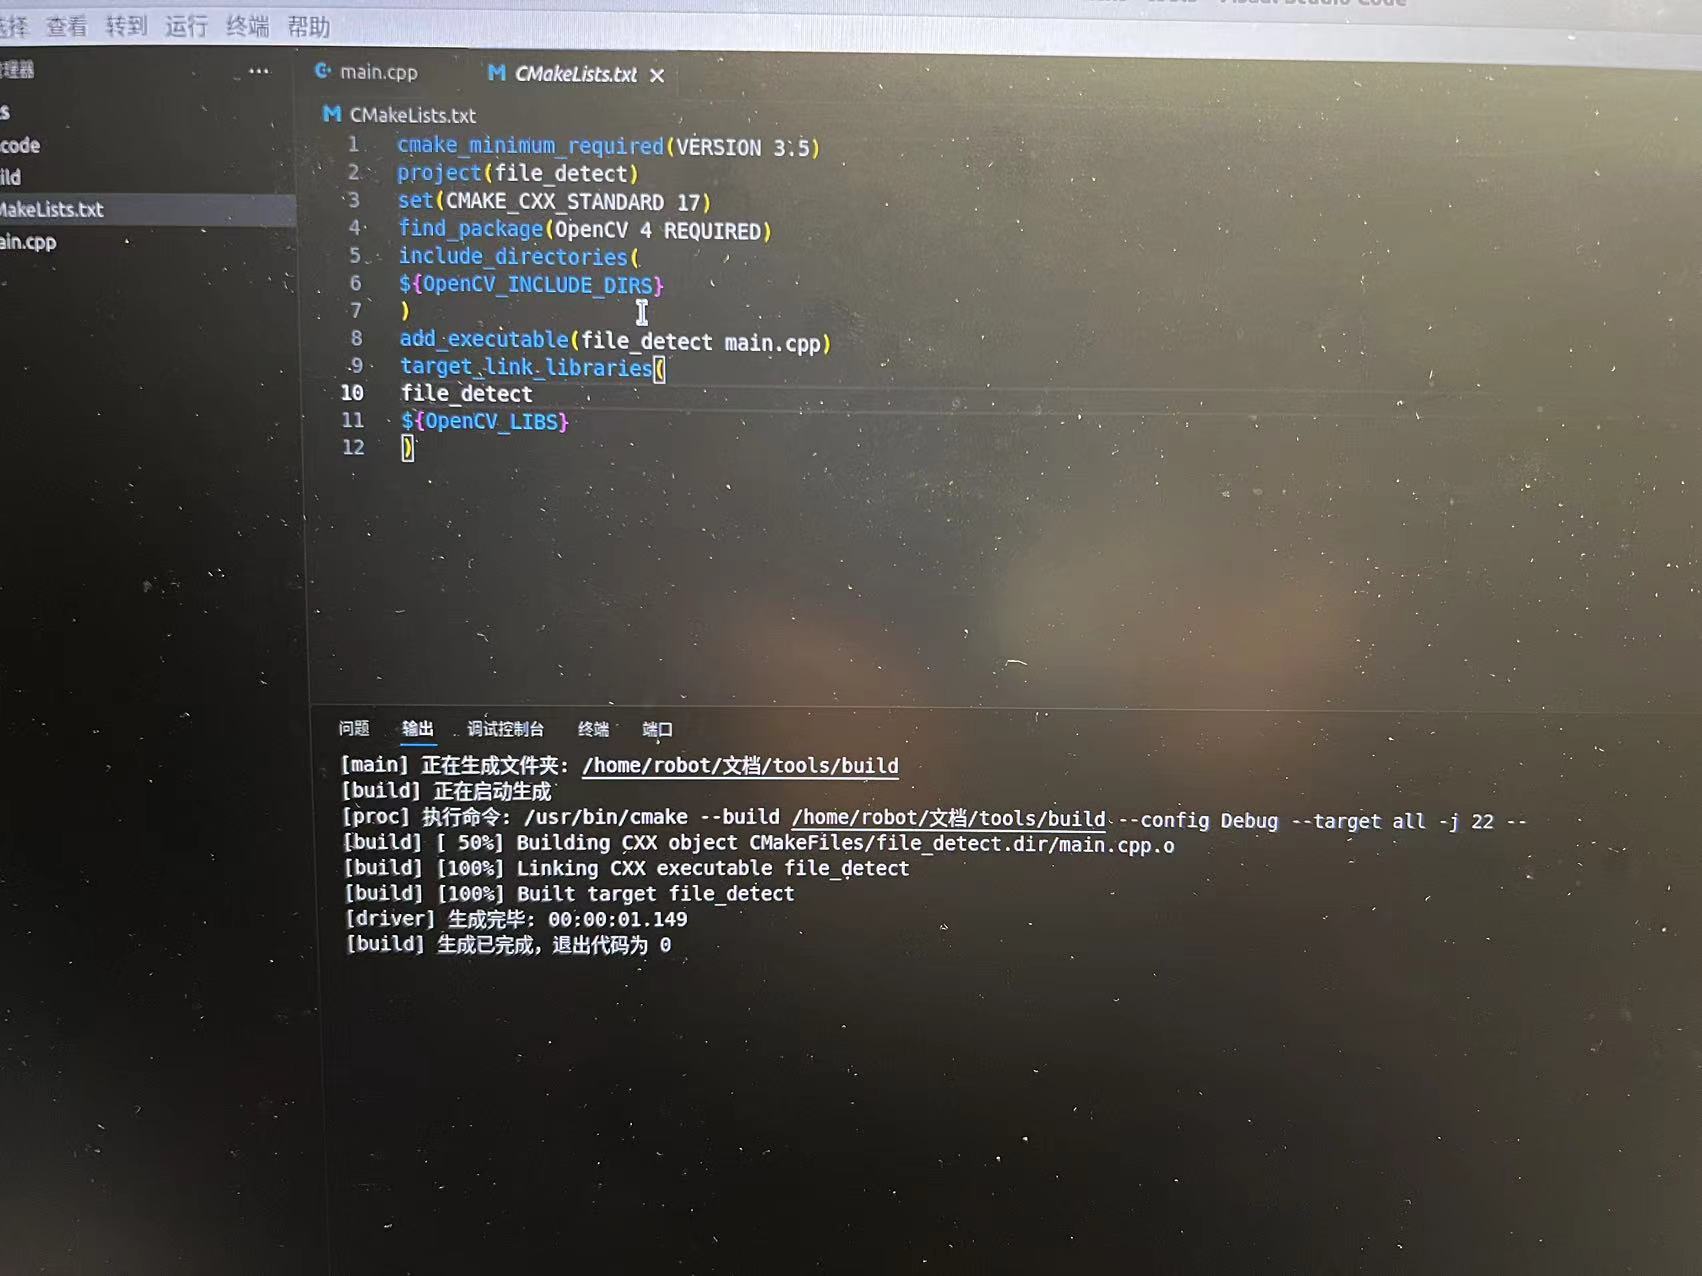 选择 查看 转到 运行 终端 帮助
Visual Studio Code
管理器 ···
main.cpp
CMakeLists.txt ×
s
code
ild
MakeLists.txt
ain.cpp
CMakeLists.txt
1 cmake_minimum_required(VERSION 3.5)
2 project(file_detect)
3 set(CMAKE_CXX_STANDARD 17)
4 find_package(OpenCV 4 REQUIRED)
5 include_directories(
6 ${OpenCV_INCLUDE_DIRS}
7 )
8 add_executable(file_detect main.cpp)
9 target_link_libraries(
10 file_detect
11 ${OpenCV_LIBS}
12 )
问题 输出 调试控制台 终端 端口
[main] 正在生成文件夹: /home/robot/文档/tools/build
[build] 正在启动生成
[proc] 执行命令: /usr/bin/cmake --build /home/robot/文档/tools/build --config Debug --target all -j 22 --
[build] [ 50%] Building CXX object CMakeFiles/file_detect.dir/main.cpp.o
[build] [100%] Linking CXX executable file_detect
[build] [100%] Built target file_detect
[driver] 生成完毕: 00:00:01.149
[build] 生成已完成，退出代码为 0